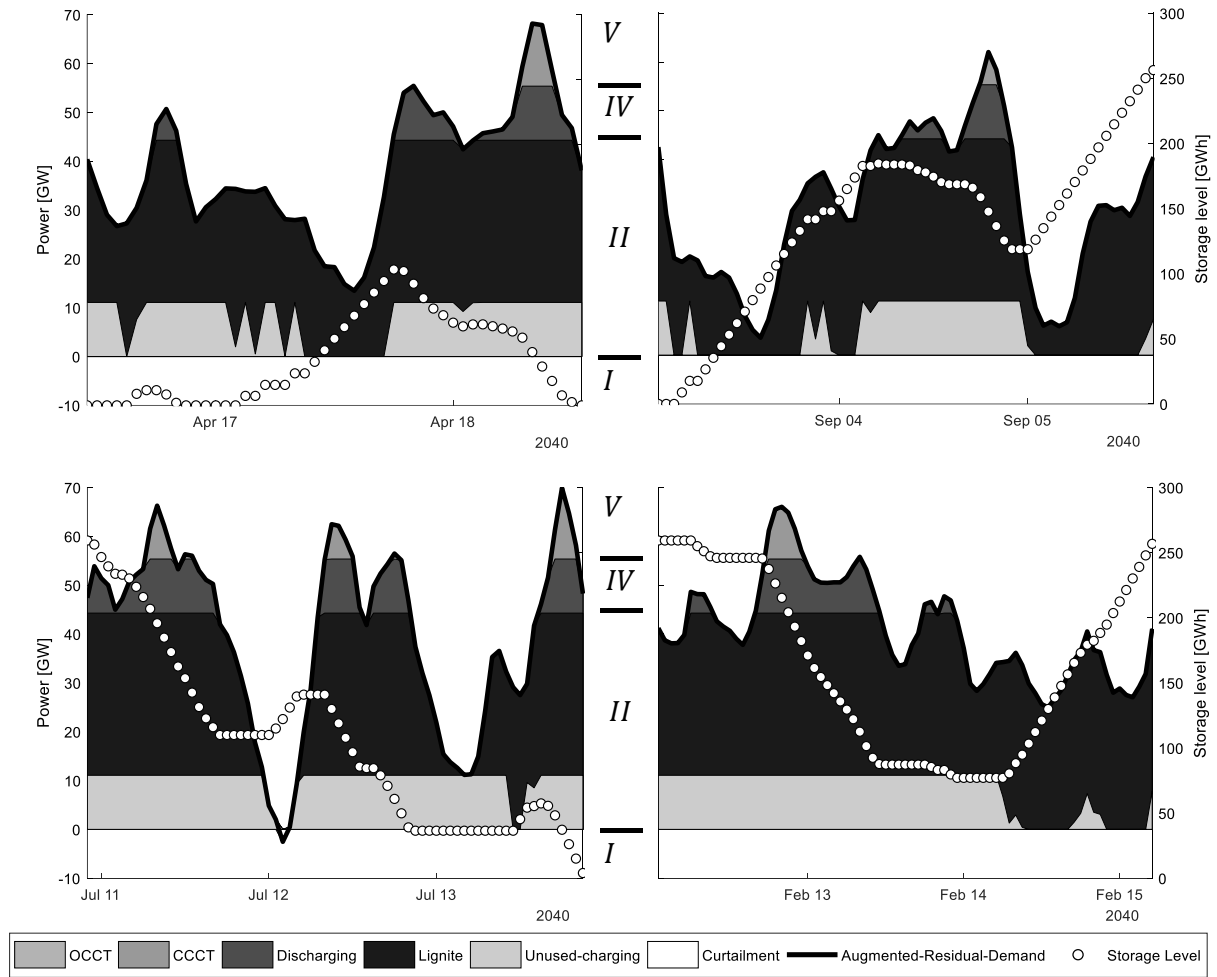 70
60
50
40
30
20
10
0
-10
Power [GW]
Apr 17
Apr 18
2040
V
IV
II
I
300
250
200
150
100
50
0
Storage level [GWh]
Sep 04
Sep 05
2040
70
60
50
40
30
20
10
0
-10
Power [GW]
Jul 11
Jul 12
Jul 13
2040
V
IV
II
I
300
250
200
150
100
50
0
Storage level [GWh]
Feb 13
Feb 14
Feb 15
2040
OCCT CCCT Discharging Lignite Unused-charging Curtailment Augmented-Residual-Demand Storage Level